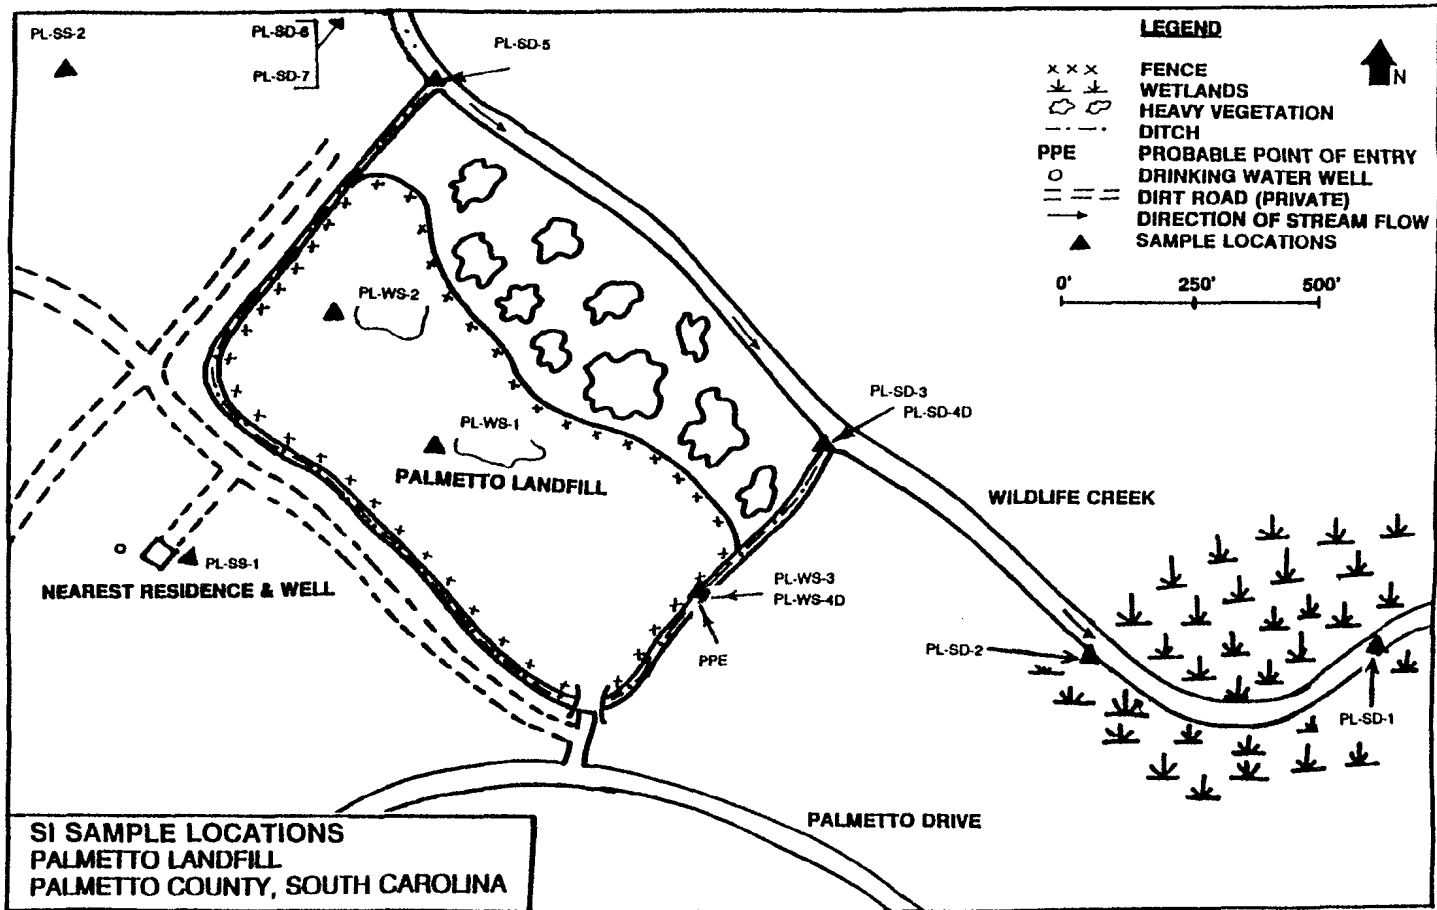 PL-SS-2
PL-SD-6
PL-SD-7
PL-SD-5
LEGEND
× × × FENCE
WETLANDS
HEAVY VEGETATION
DITCH
PPE PROBABLE POINT OF ENTRY
DRINKING WATER WELL
DIRT ROAD (PRIVATE)
DIRECTION OF STREAM FLOW
SAMPLE LOCATIONS
N
0' 250' 500'
PL-WS-2
PL-WS-1
PALMETTO LANDFILL
PL-SD-3
PL-SD-4D
WILDLIFE CREEK
PL-SS-1
NEAREST RESIDENCE & WELL
PL-WS-3
PL-WS-4D
PPE
PL-SD-2
PL-SD-1
PALMETTO DRIVE
SI SAMPLE LOCATIONS
PALMETTO LANDFILL
PALMETTO COUNTY, SOUTH CAROLINA